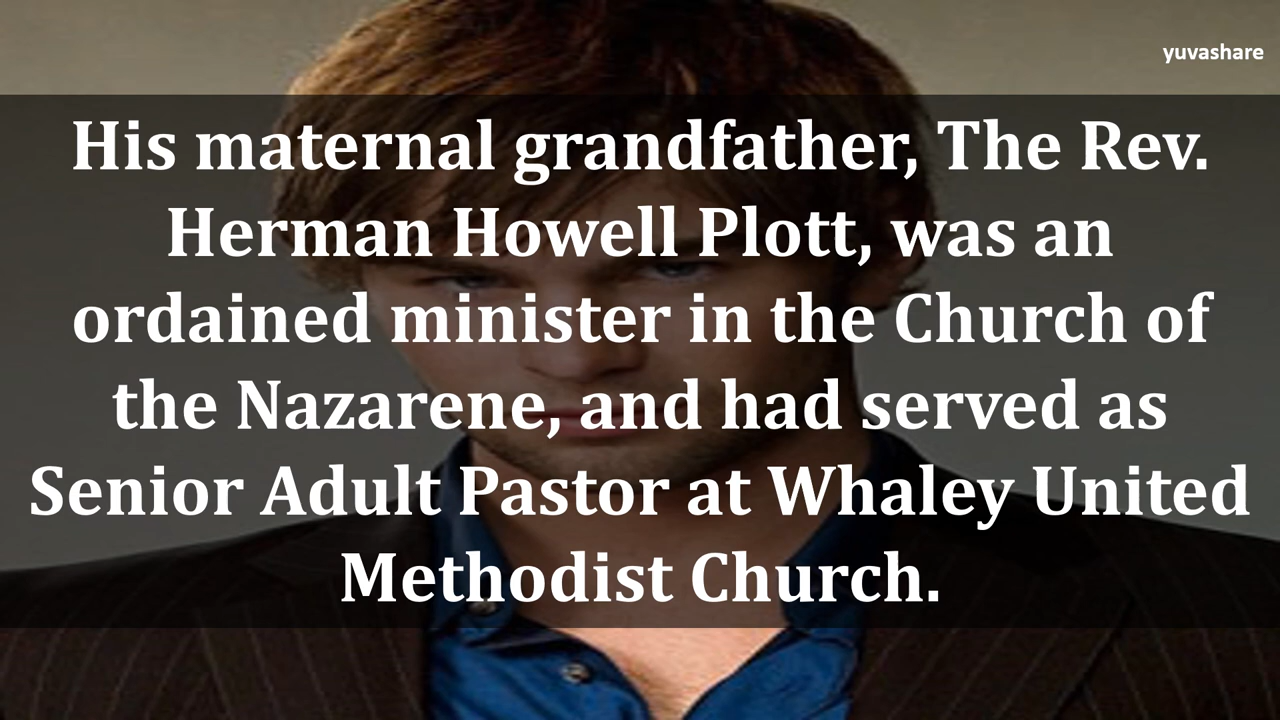 yuvashare
His maternal grandfather, The Rev.
Herman Howell Plott, was an
ordained minister in the Church of
the Nazarene, and had served as
Senior Adult Pastor at Whaley United
Methodist Church.